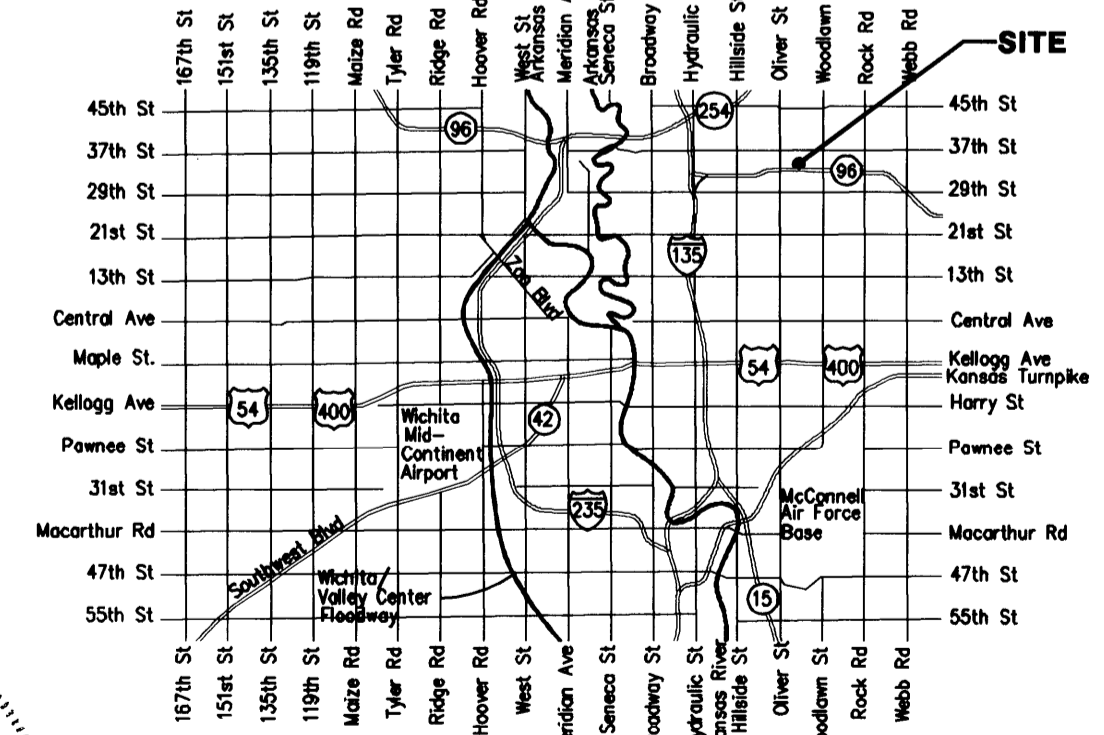 167th St
151st St
135th St
119th St
Maize Rd
Tyler Rd
Ridge Rd
Hoover Rd
West St
Arkansas
Meridian
Arkansas
Seneca St
Broadway
Hydraulic
Hillside St
Oliver St
Woodlawn
Rock Rd
Webb Rd
SITE
45th St
254
45th St
96
37th St
37th St
96
29th St
29th St
21st St
21st St
135
13th St
13th St
Zoo Blvd
Central Ave
Central Ave
Maple St.
54
400
Kellogg Ave
Kansas Turnpike
Kellogg Ave
54
400
Harry St
Wichita
Mid-
Continent
Airport
42
Pawnee St
Pawnee St
31st St
31st St
235
McConnell
Air Force
Base
Macarthur Rd
Macarthur Rd
Southwest Blvd
47th St
47th St
Wichita/
Valley Center
Floodway
15
55th St
55th St
167th St
151st St
135th St
119th St
Maize Rd
Tyler Rd
Ridge Rd
Hoover Rd
West St
eridian Ave
Seneca St
oadway St
ydraulic St
nsas River
Hillside St
Oliver St
oodlawn St
Rock Rd
Webb Rd